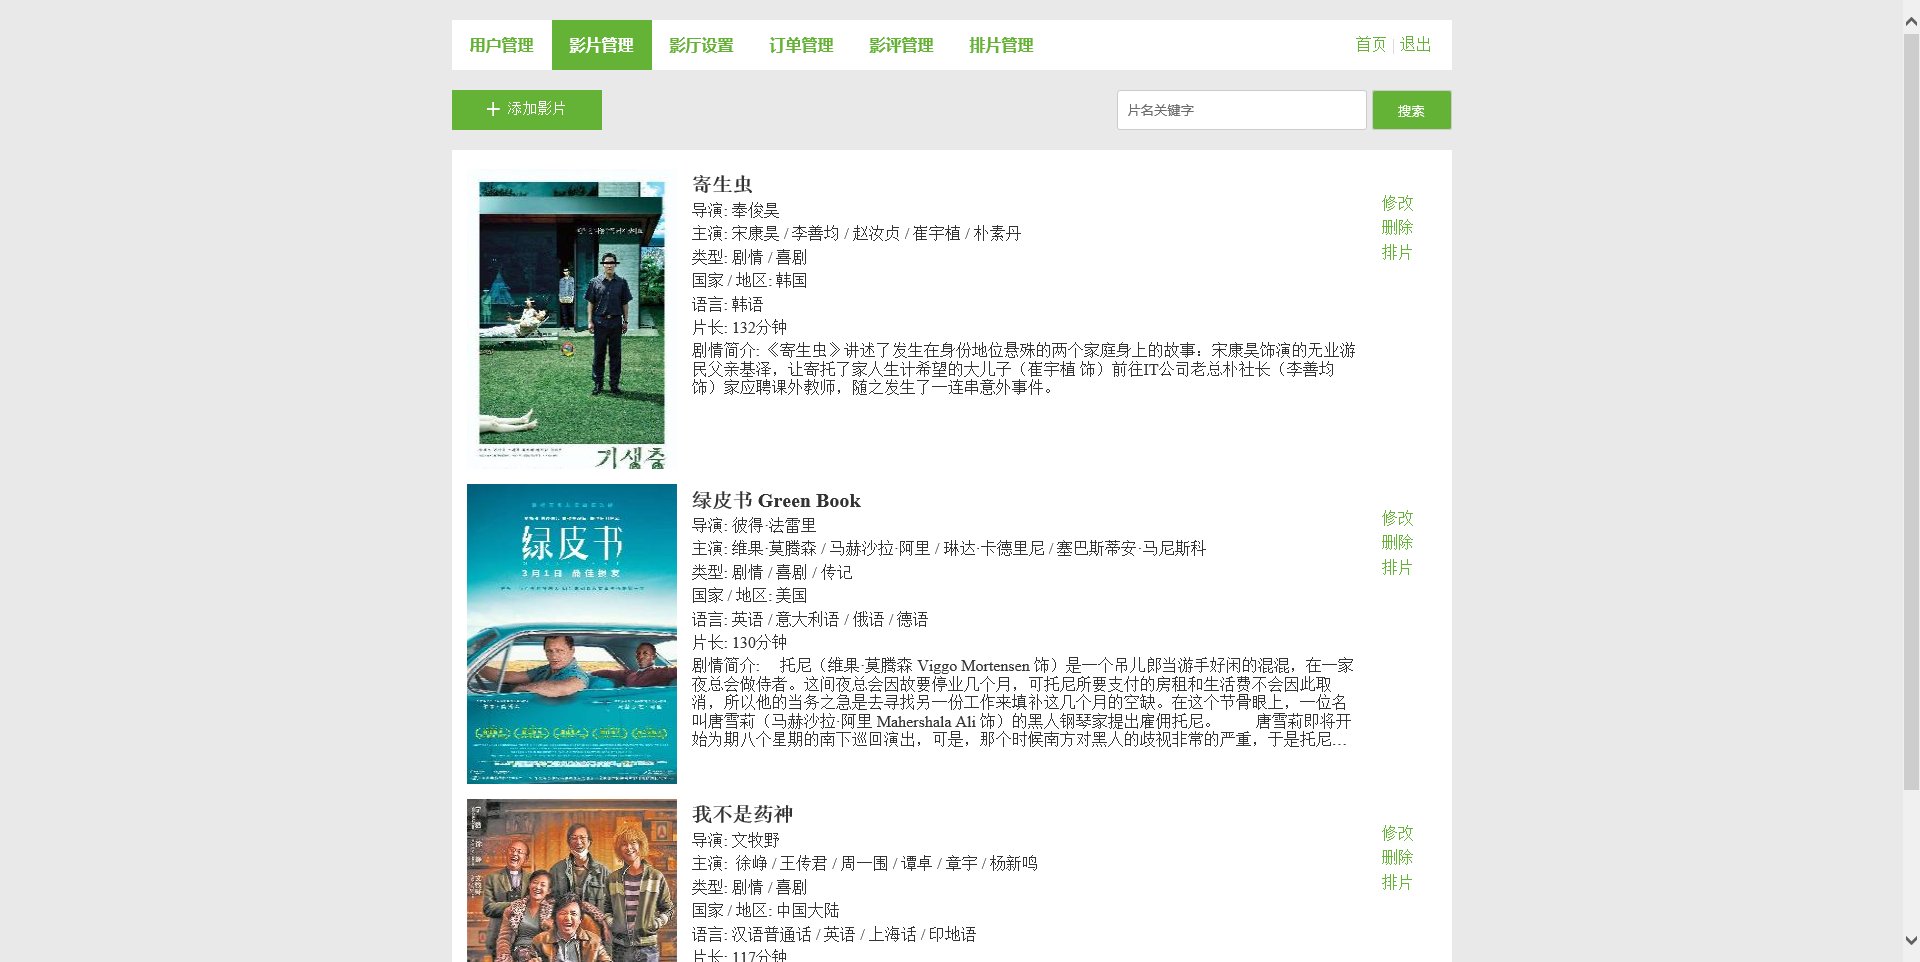 用户管理 影片管理 影厅设置 订单管理 影评管理 排片管理 首页 | 退出
添加影片 片名关键字 搜索
寄生虫
导演: 奉俊昊
主演: 宋康昊 / 李善均 / 赵汝贞 / 崔宇植 / 朴素丹
类型: 剧情 / 喜剧
国家 / 地区: 韩国
语言: 韩语
片长: 132分钟
剧情简介:《寄生虫》讲述了发生在身份地位悬殊的两个家庭身上的故事：宋康昊饰演的无业游
民父亲基泽，让寄托了家人生计希望的大儿子（崔宇植 饰）前往IT公司老总朴社长（李善均
饰）家应聘课外教师，随之发生了一连串意外事件。
修改
删除
排片
기생충
绿皮书 Green Book
导演: 彼得·法雷里
主演: 维果·莫腾森 / 马赫沙拉·阿里 / 琳达·卡德里尼 / 塞巴斯蒂安·马尼斯科
类型: 剧情 / 喜剧 / 传记
国家 / 地区: 美国
语言: 英语 / 意大利语 / 俄语 / 德语
片长: 130分钟
剧情简介: 托尼（维果·莫腾森 Viggo Mortensen 饰）是一个吊儿郎当游手好闲的混混，在一家
夜总会做侍者。这间夜总会因故要停业几个月，可托尼所要支付的房租和生活费不会因此取
消，所以他的当务之急是去寻找另一份工作来填补这几个月的空缺。在这个节骨眼上，一位名
叫唐雪莉（马赫沙拉·阿里 Mahershala Ali 饰）的黑人钢琴家提出雇佣托尼。 唐雪莉即将开
始为期八个星期的南下巡回演出，可是，那个时候南方对黑人的歧视非常的严重，于是托尼...
修改
删除
排片
绿皮书
3月1日
我不是药神
导演: 文牧野
主演: 徐峥 / 王传君 / 周一围 / 谭卓 / 章宇 / 杨新鸣
类型: 剧情 / 喜剧
国家 / 地区: 中国大陆
语言: 汉语普通话 / 英语 / 上海话 / 印地语
片长: 117分钟
修改
删除
排片